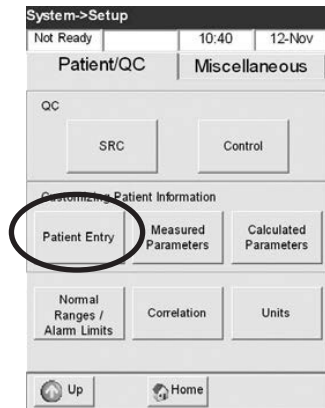 System->Setup
Not Ready 10:40 12-Nov
Patient/QC Miscellaneous
QC
SRC Control
Customizing Patient Information
Patient Entry Measured Parameters Calculated Parameters
Normal Ranges / Alarm Limits Correlation Units
Up Home